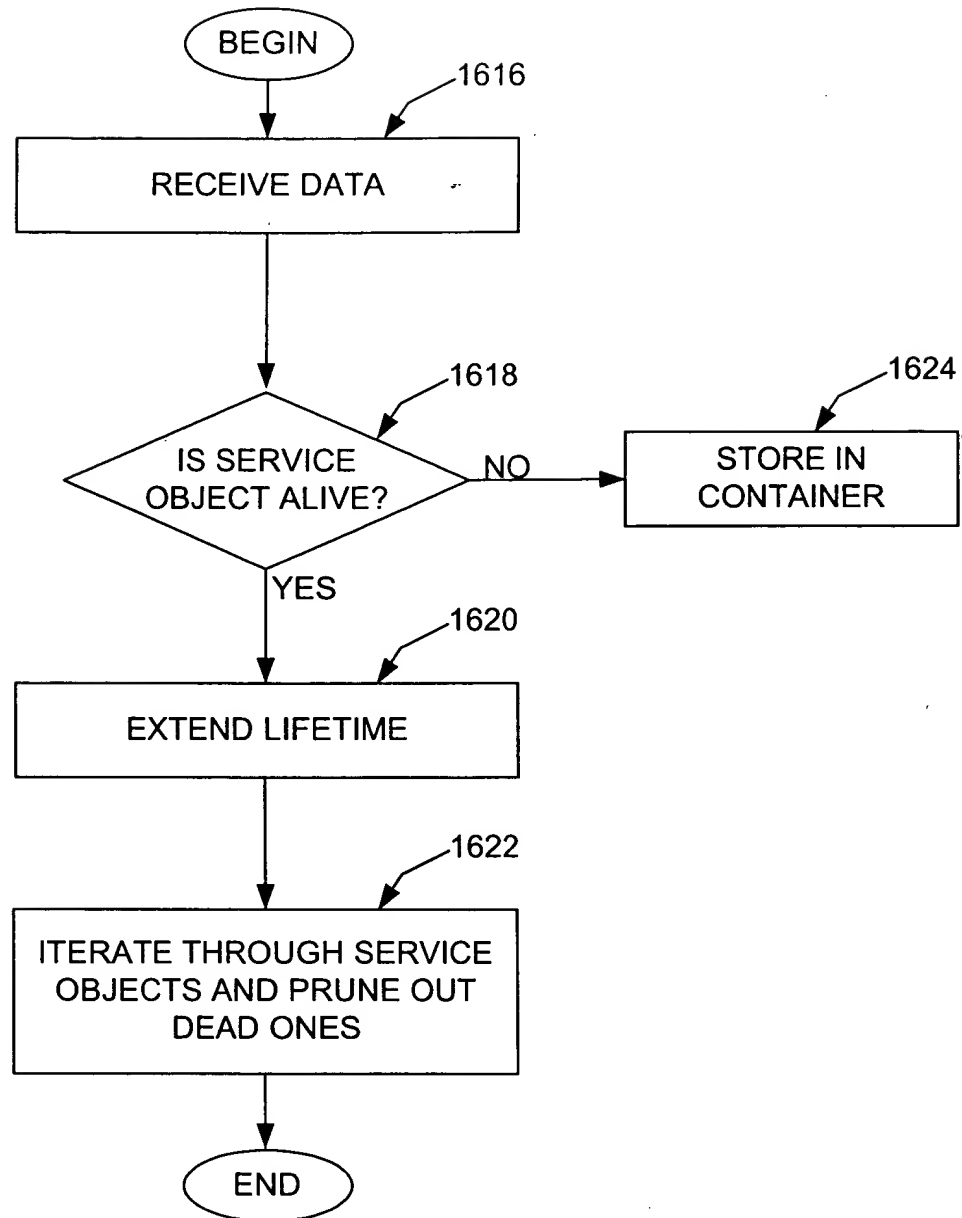 BEGIN
1616
RECEIVE DATA
1618
1624
IS SERVICE
OBJECT ALIVE?
NO
STORE IN
CONTAINER
YES
1620
EXTEND LIFETIME
1622
ITERATE THROUGH SERVICE
OBJECTS AND PRUNE OUT
DEAD ONES
END